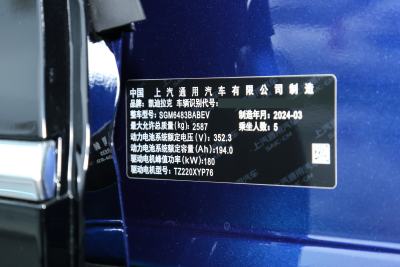 中国 上汽通用汽车有限公司制造
品牌：凯迪拉克 车辆识别代号：
整车型号：SGM6483BABEV 制造年月：2024-03
最大允许总质量(kg)：2587 乘坐人数：5
动力电池系统额定电压(V)：352.3
动力电池系统额定容量(Ah)：194.0
驱动电机峰值功率(kW)：180
驱动电机型号：TZ220XYP76